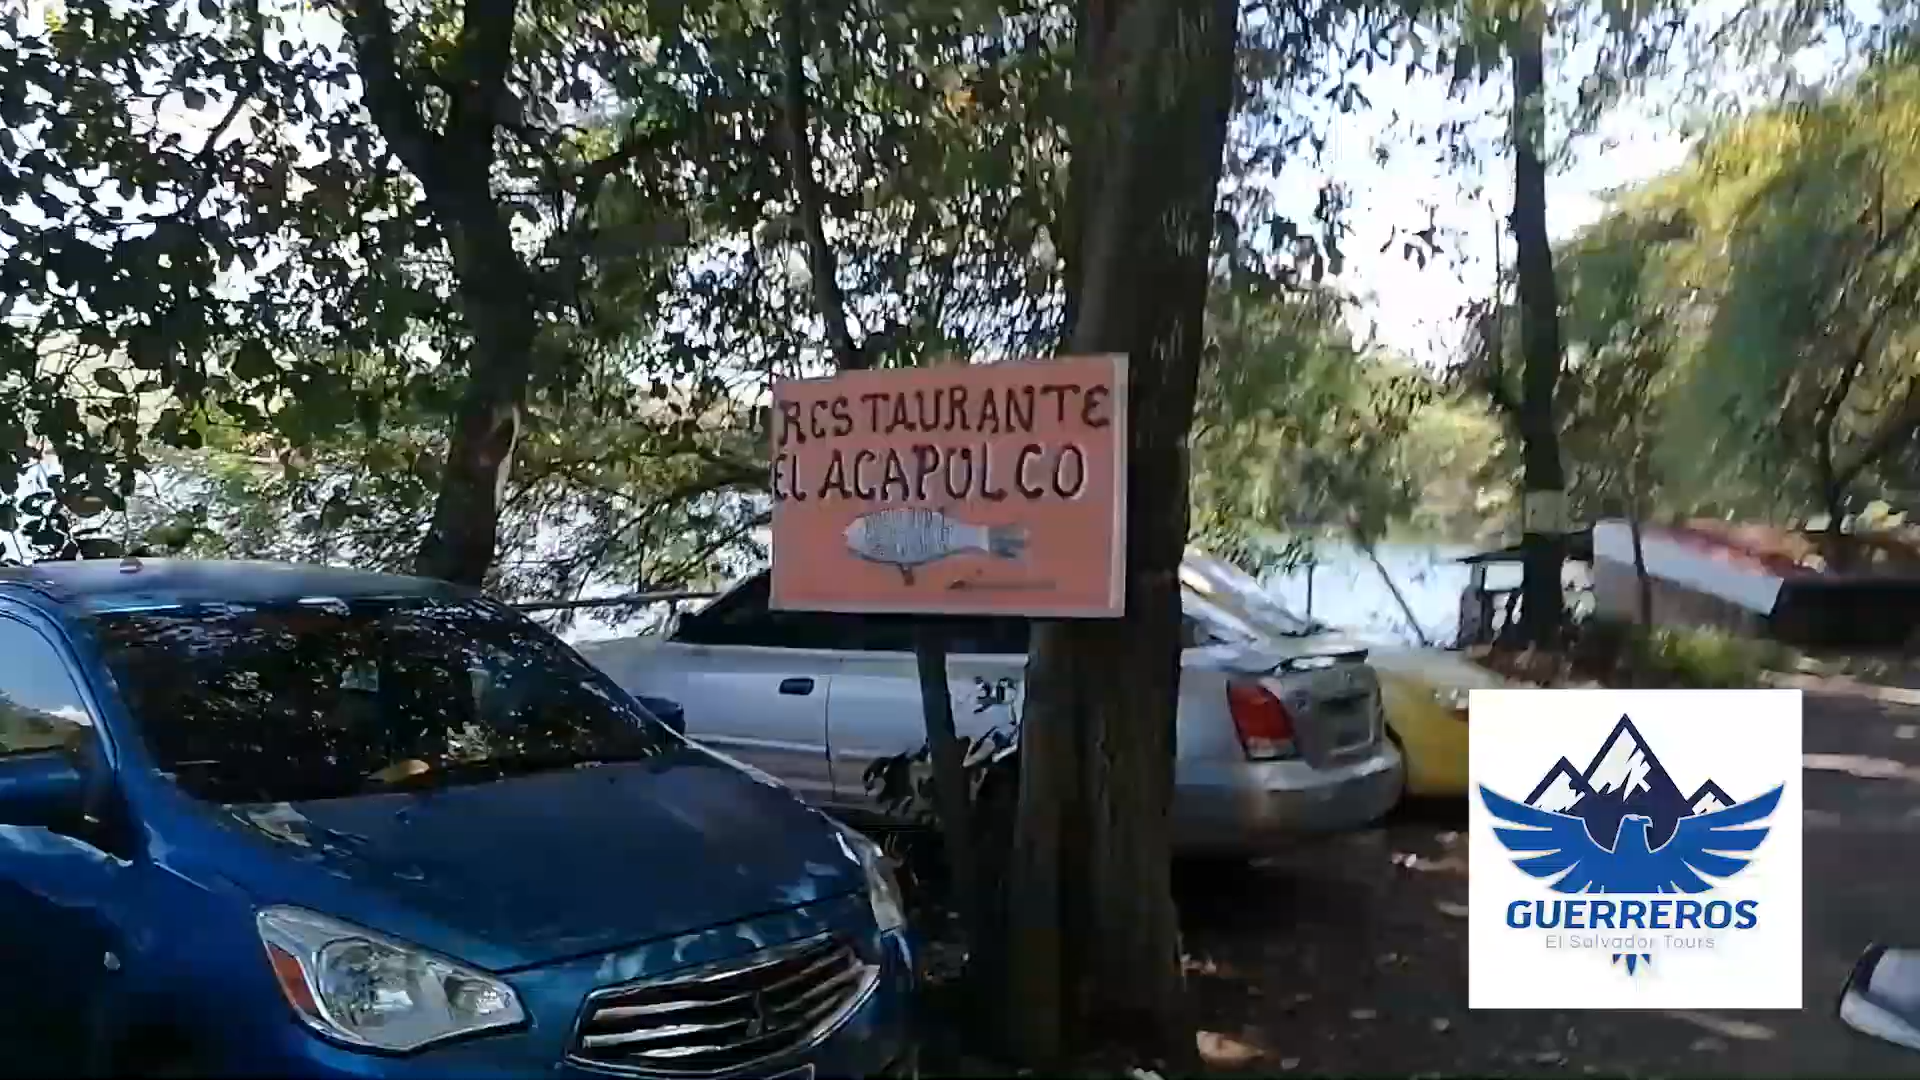 RESTAURANTE
EL ACAPULCO
GUERREROS
El Salvador Tours